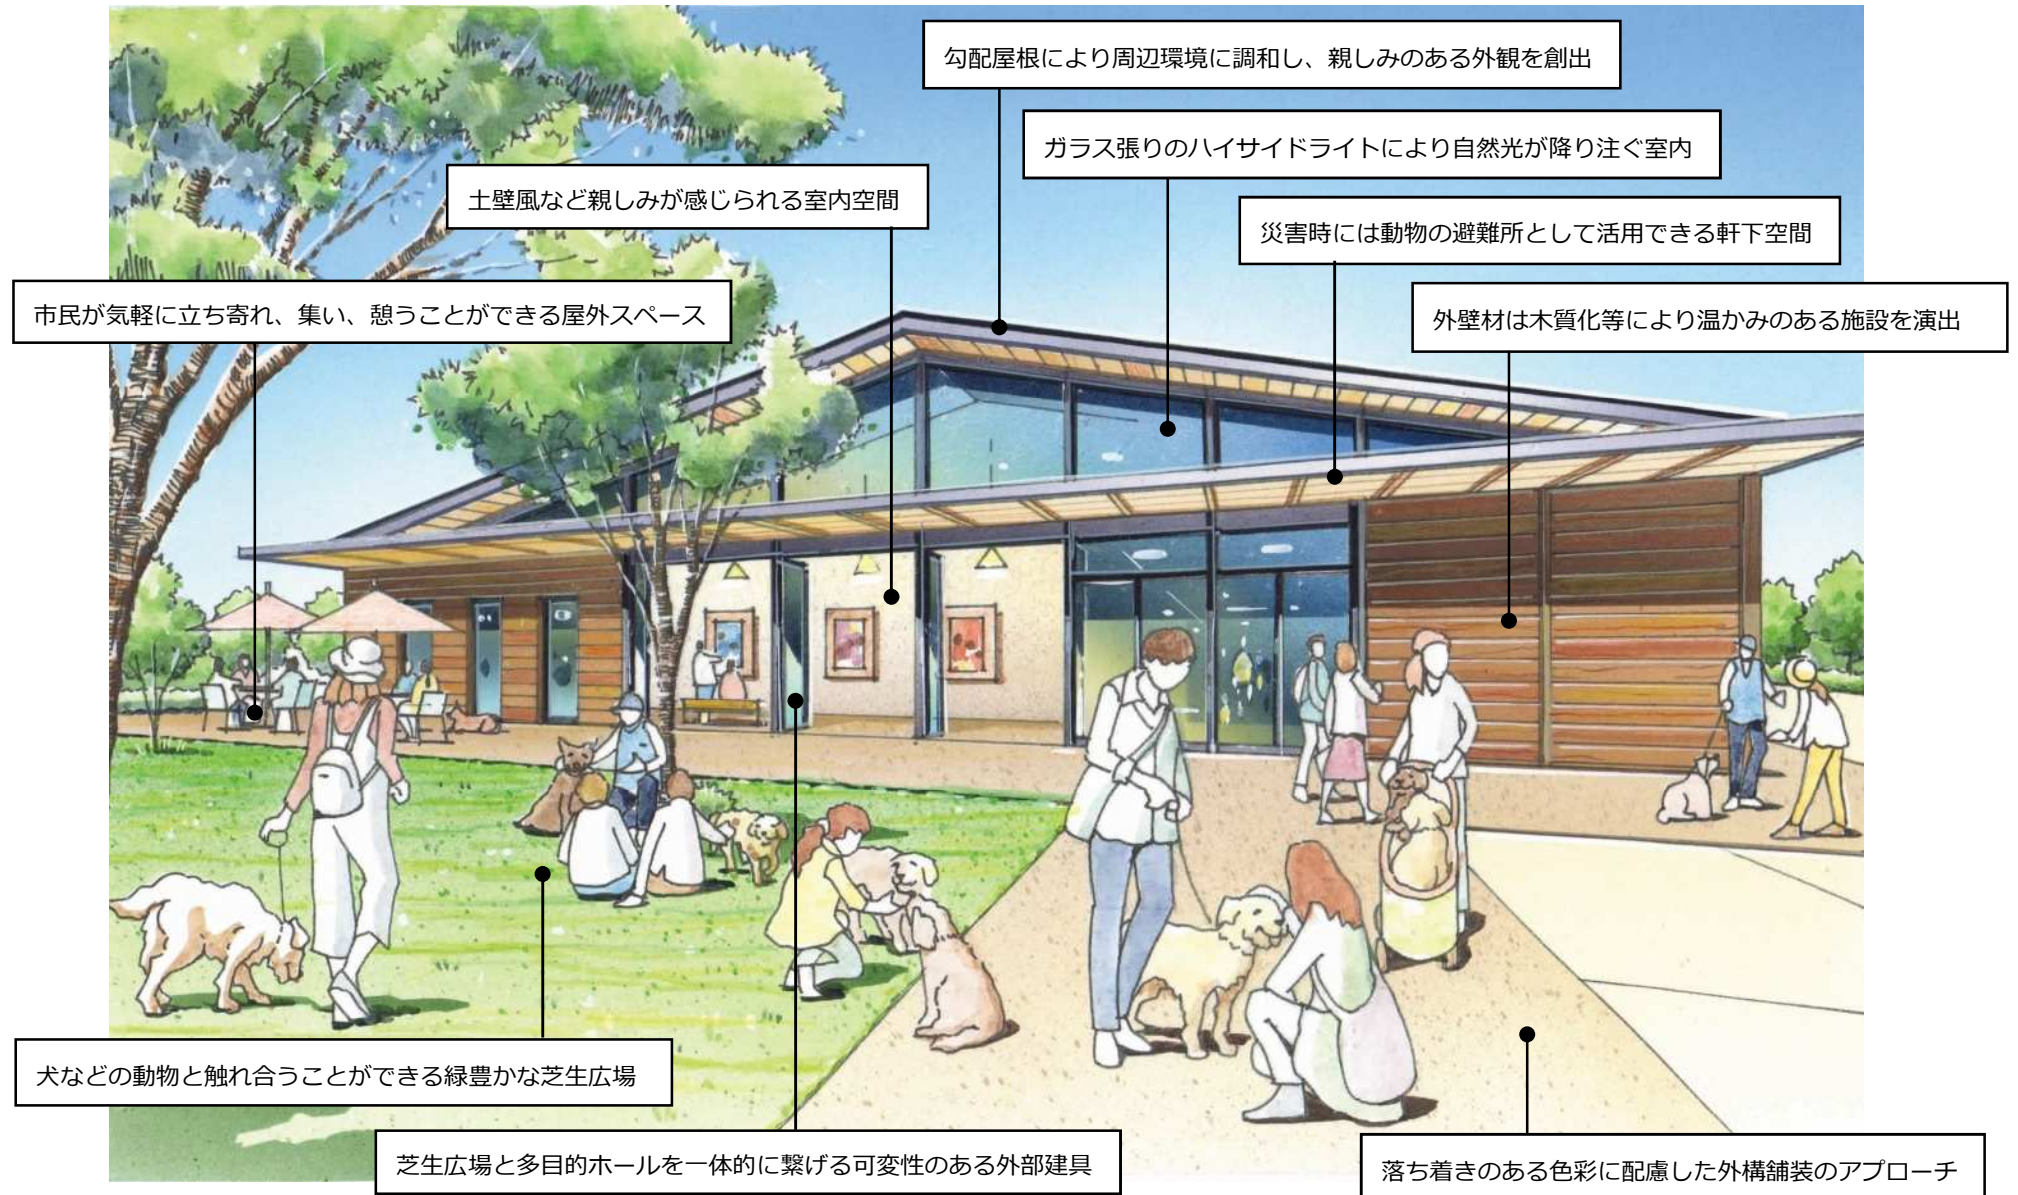 勾配屋根により周辺環境に調和し、親しみのある外観を創出
ガラス張りのハイサイドライトにより自然光が降り注ぐ室内
土壁風など親しみが感じられる室内空間
災害時には動物の避難所として活用できる軒下空間
市民が気軽に立ち寄れ、集い、憩うことができる屋外スペース
外壁材は木質化等により温かみのある施設を演出
犬などの動物と触れ合うことができる緑豊かな芝生広場
芝生広場と多目的ホールを一体的に繋げる可変性のある外部建具
落ち着きのある色彩に配慮した外構舗装のアプローチ